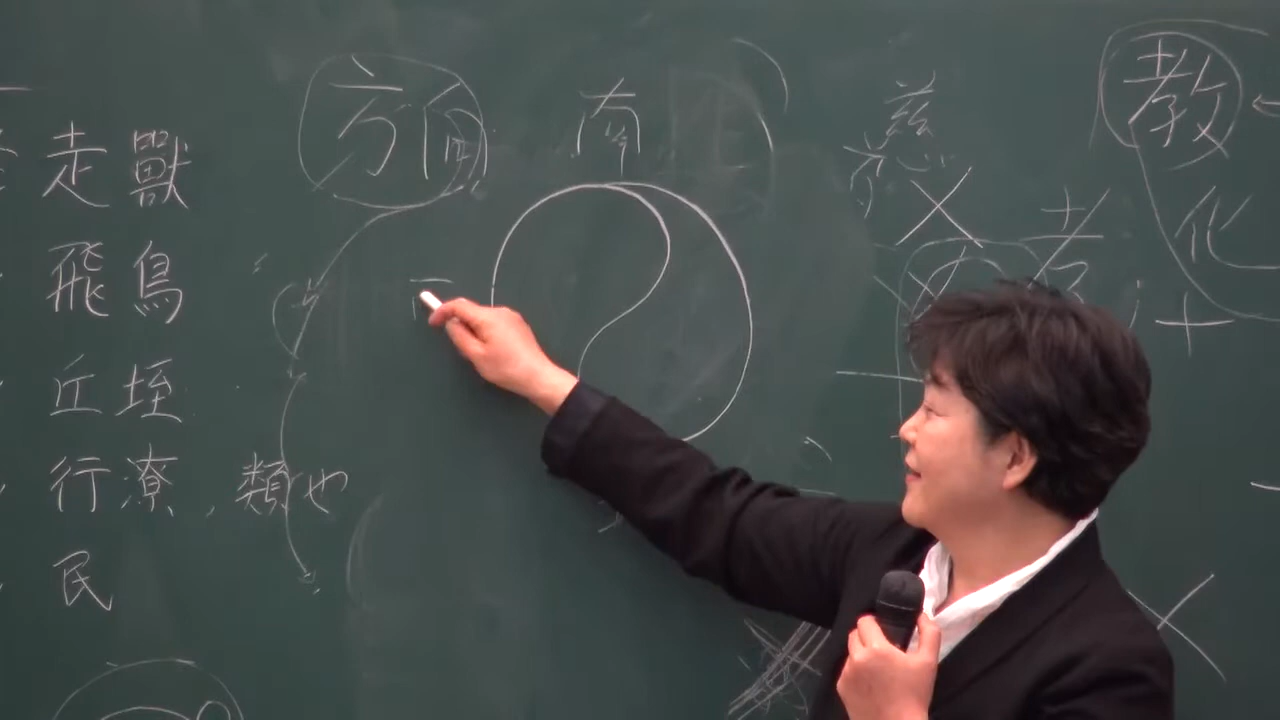 走獸
飛鳥
丘垤
行潦，類也
民
方向
南
慈
孝
教
化